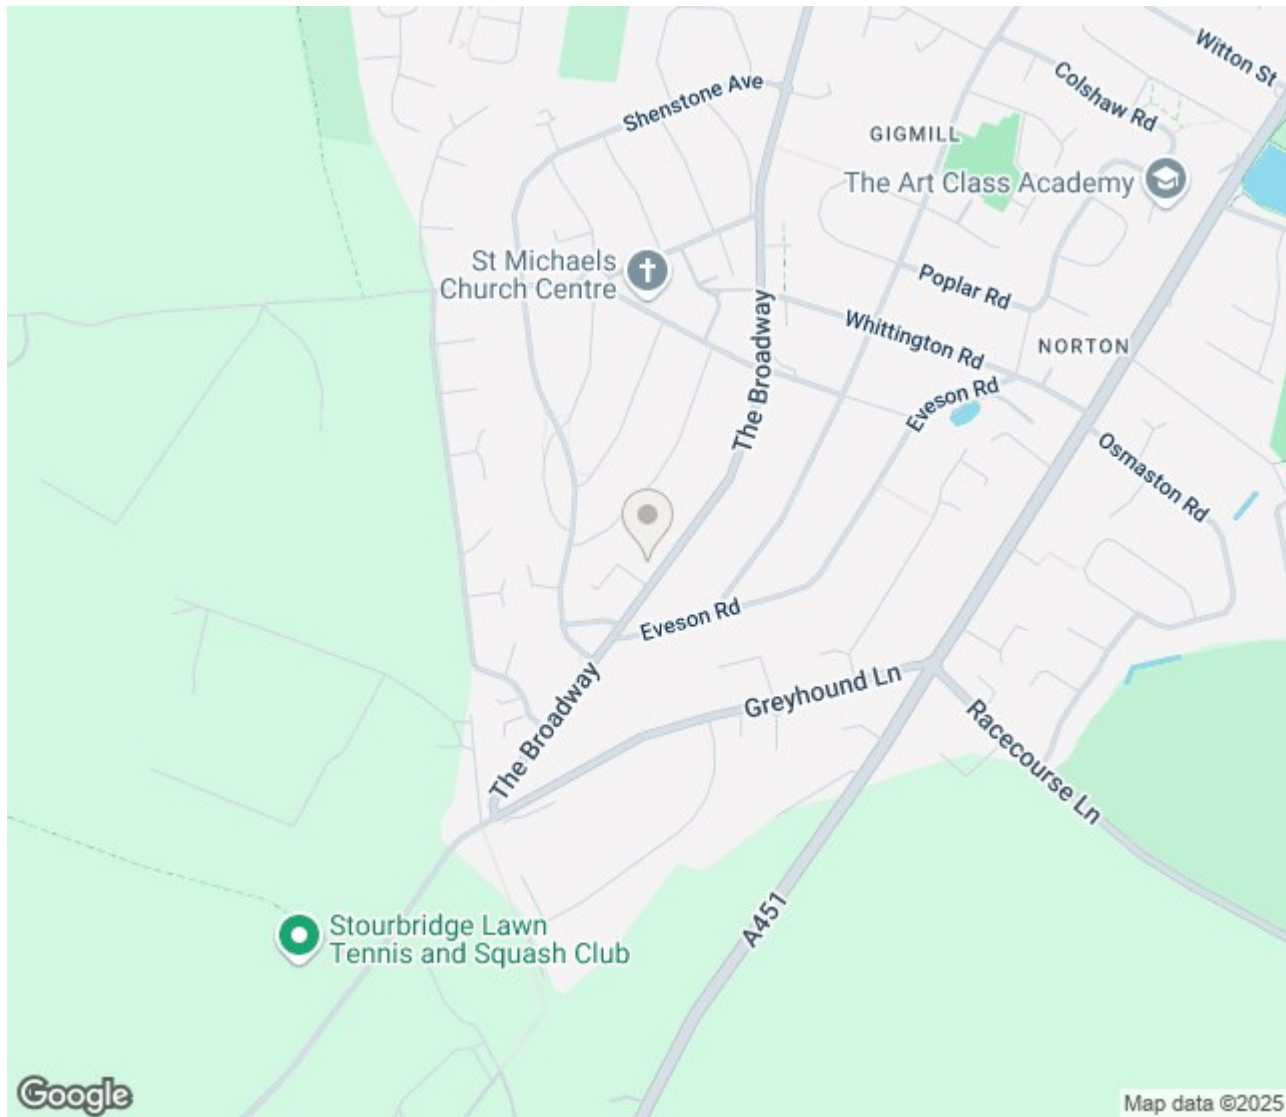 Witton St
Shenstone Ave
Colshaw Rd
GIGMILL
The Art Class Academy
St Michaels
Church Centre
Poplar Rd
Whittington Rd
NORTON
The Broadway
Eveson Rd
Osmaston Rd
Eveson Rd
Greyhound Ln
The Broadway
Racecourse Ln
A451
Stourbridge Lawn
Tennis and Squash Club
Google
Map data ©2025